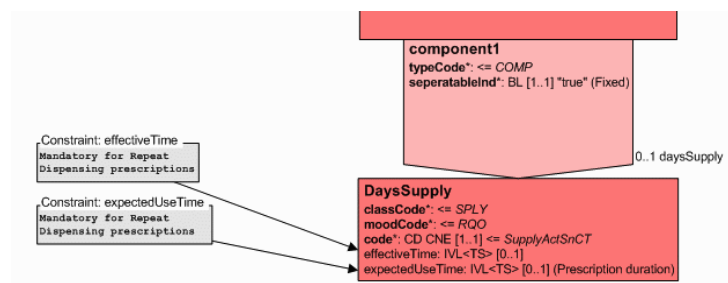 component1
typeCode*: <= COMP
seperatableInd*: BL [1..1] "true" (Fixed)
0..1 daysSupply
Constraint: effectiveTime
Mandatory for Repeat
Dispensing prescriptions
Constraint: expectedUseTime
Mandatory for Repeat
Dispensing prescriptions
DaysSupply
classCode*: <= SPLY
moodCode*: <= RQO
code*: CD CNE [1..1] <= SupplyActSnCT
effectiveTime: IVL<TS> [0..1]
expectedUseTime: IVL<TS> [0..1] (Prescription duration)